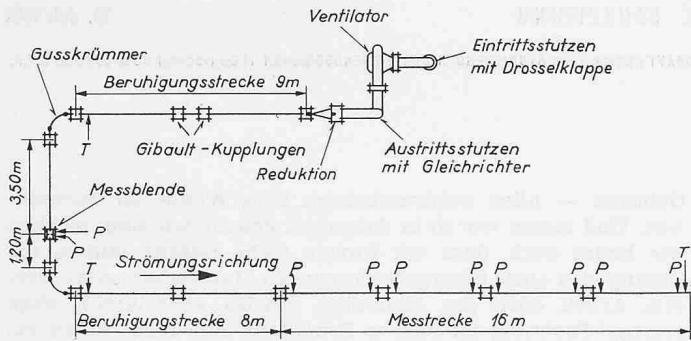 Ventilator
Gusskrümmer
Eintrittsstutzen
mit Drosselklappe
Beruhigungsstrecke 9m
T
Gibault-Kupplungen
Austrittsstutzen
mit Gleichrichter
Reduktion
3,50m
Messblende
P
P
1,20m
T
Strömungsrichtung
P
P P
P P
P P
P T
Beruhigungtrecke 8m
Messtrecke 16m